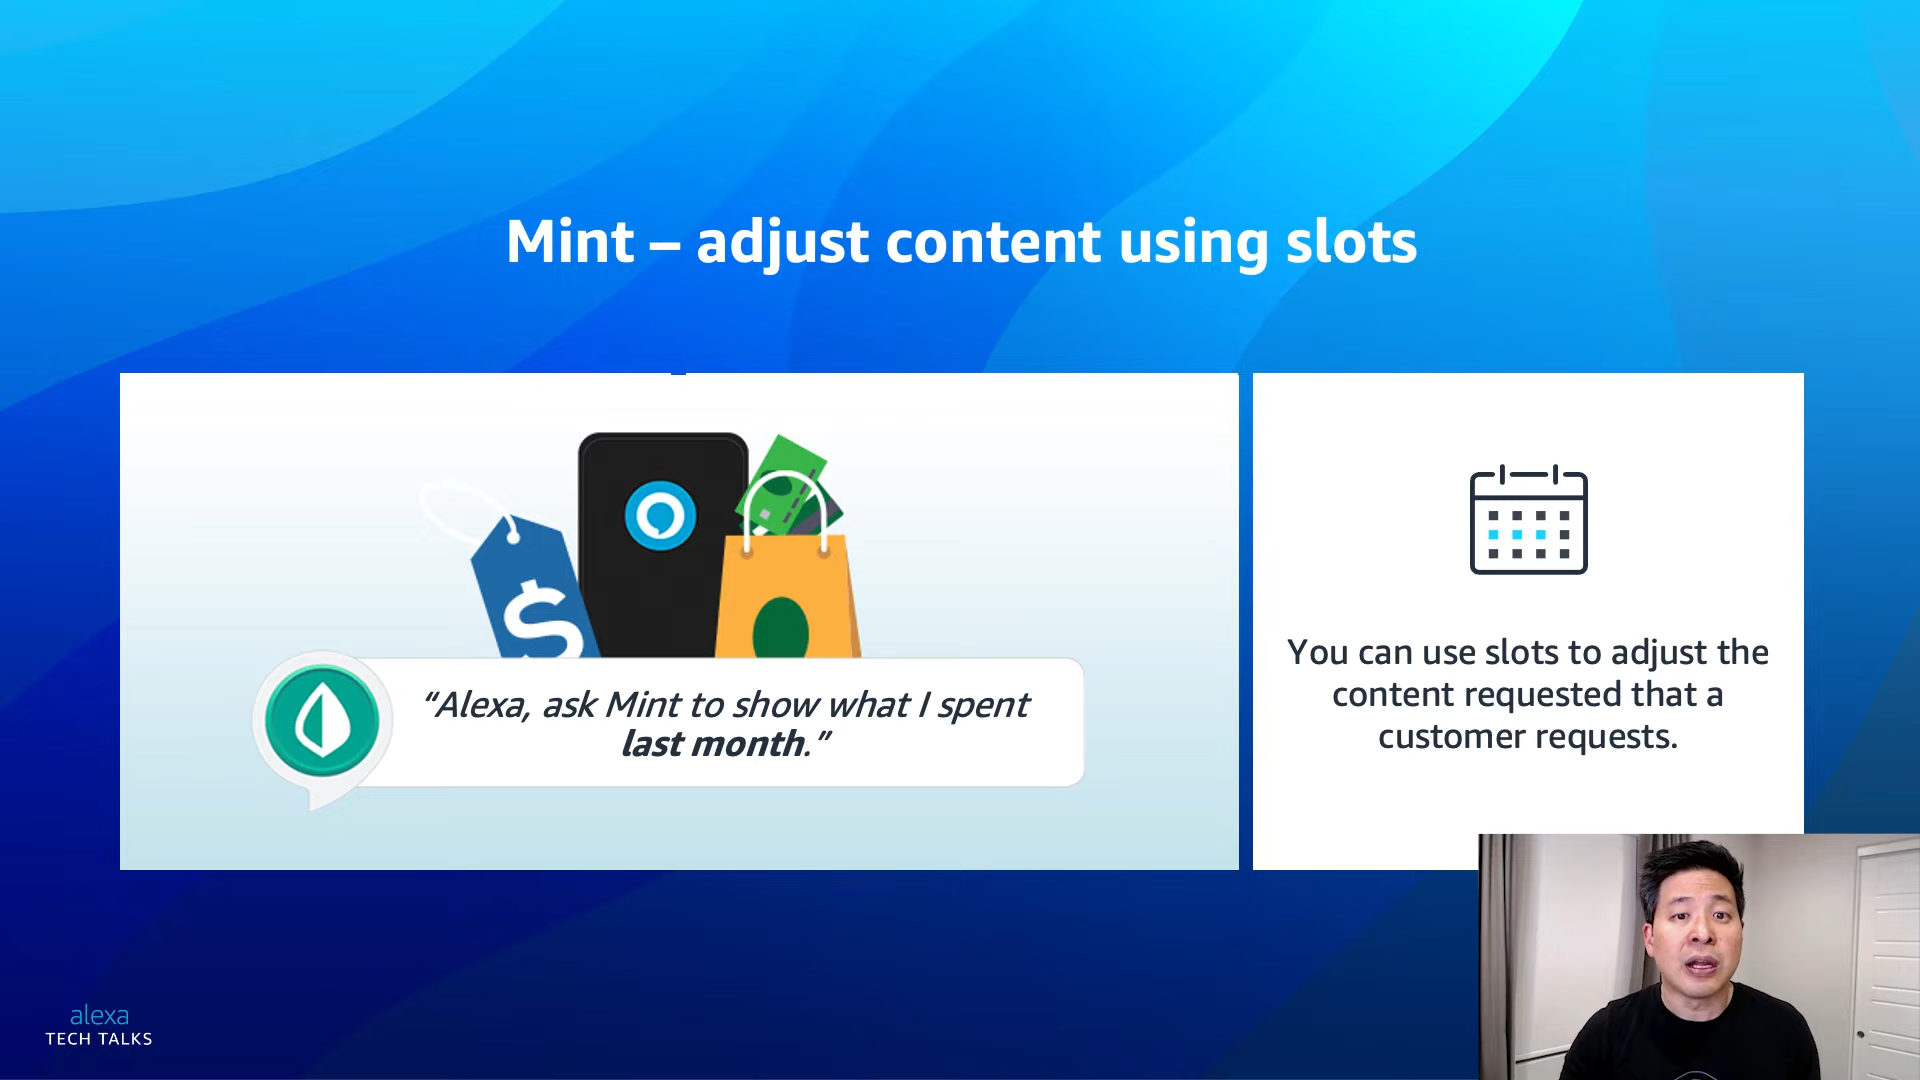 Mint – adjust content using slots
$
“Alexa, ask Mint to show what I spent
last month.”
You can use slots to adjust the
content requested that a
customer requests.
alexa
TECH TALKS